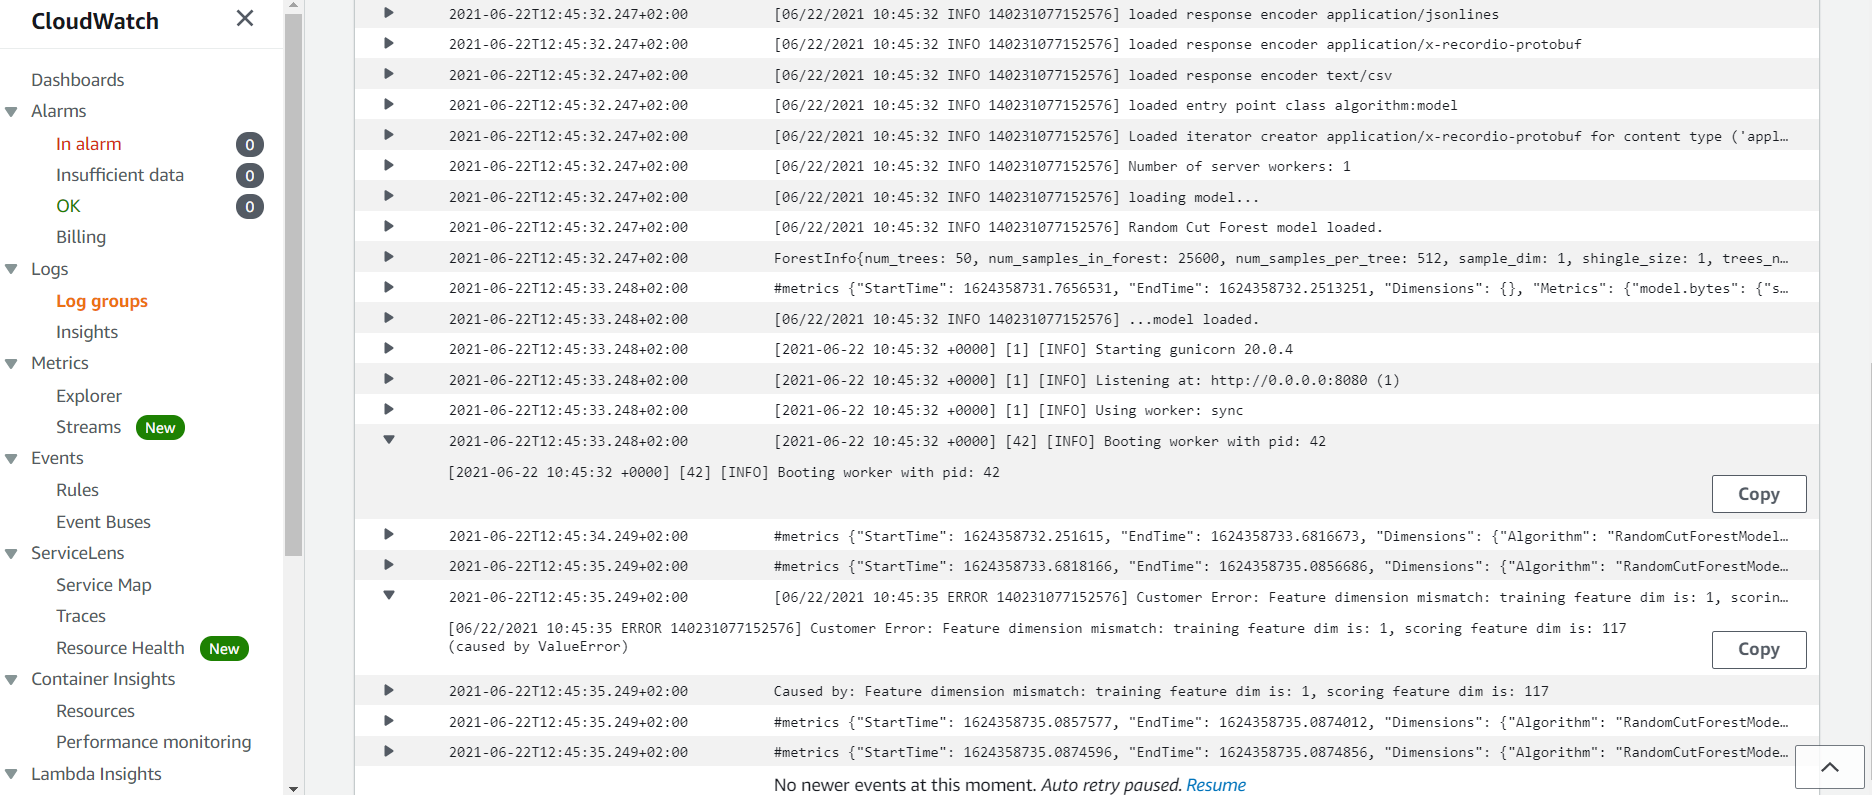 CloudWatch
Dashboards
Alarms
In alarm 0
Insufficient data 0
OK 0
Billing
Logs
Log groups
Insights
Metrics
Explorer
Streams New
Events
Rules
Event Buses
ServiceLens
Service Map
Traces
Resource Health New
Container Insights
Resources
Performance monitoring
Lambda Insights
2021-06-22T12:45:32.247+02:00 [06/22/2021 10:45:32 INFO 140231077152576] loaded response encoder application/jsonlines
2021-06-22T12:45:32.247+02:00 [06/22/2021 10:45:32 INFO 140231077152576] loaded response encoder application/x-recordio-protobuf
2021-06-22T12:45:32.247+02:00 [06/22/2021 10:45:32 INFO 140231077152576] loaded response encoder text/csv
2021-06-22T12:45:32.247+02:00 [06/22/2021 10:45:32 INFO 140231077152576] loaded entry point class algorithm:model
2021-06-22T12:45:32.247+02:00 [06/22/2021 10:45:32 INFO 140231077152576] Loaded iterator creator application/x-recordio-protobuf for content type ('appl…
2021-06-22T12:45:32.247+02:00 [06/22/2021 10:45:32 INFO 140231077152576] Number of server workers: 1
2021-06-22T12:45:32.247+02:00 [06/22/2021 10:45:32 INFO 140231077152576] loading model...
2021-06-22T12:45:32.247+02:00 [06/22/2021 10:45:32 INFO 140231077152576] Random Cut Forest model loaded.
2021-06-22T12:45:32.247+02:00 ForestInfo{num_trees: 50, num_samples_in_forest: 25600, num_samples_per_tree: 512, sample_dim: 1, shingle_size: 1, trees_n…
2021-06-22T12:45:33.248+02:00 #metrics {"StartTime": 1624358731.7656531, "EndTime": 1624358732.2513251, "Dimensions": {}, "Metrics": {"model.bytes": {"s…
2021-06-22T12:45:33.248+02:00 [06/22/2021 10:45:32 INFO 140231077152576] ...model loaded.
2021-06-22T12:45:33.248+02:00 [2021-06-22 10:45:32 +0000] [1] [INFO] Starting gunicorn 20.0.4
2021-06-22T12:45:33.248+02:00 [2021-06-22 10:45:32 +0000] [1] [INFO] Listening at: http://0.0.0.0:8080 (1)
2021-06-22T12:45:33.248+02:00 [2021-06-22 10:45:32 +0000] [1] [INFO] Using worker: sync
2021-06-22T12:45:33.248+02:00 [2021-06-22 10:45:32 +0000] [42] [INFO] Booting worker with pid: 42
[2021-06-22 10:45:32 +0000] [42] [INFO] Booting worker with pid: 42
Copy
2021-06-22T12:45:34.249+02:00 #metrics {"StartTime": 1624358732.251615, "EndTime": 1624358733.6816673, "Dimensions": {"Algorithm": "RandomCutForestModel…
2021-06-22T12:45:35.249+02:00 #metrics {"StartTime": 1624358733.6818166, "EndTime": 1624358735.0856686, "Dimensions": {"Algorithm": "RandomCutForestMode…
2021-06-22T12:45:35.249+02:00 [06/22/2021 10:45:35 ERROR 140231077152576] Customer Error: Feature dimension mismatch: training feature dim is: 1, scorin…
[06/22/2021 10:45:35 ERROR 140231077152576] Customer Error: Feature dimension mismatch: training feature dim is: 1, scoring feature dim is: 117
(caused by ValueError)
Copy
2021-06-22T12:45:35.249+02:00 Caused by: Feature dimension mismatch: training feature dim is: 1, scoring feature dim is: 117
2021-06-22T12:45:35.249+02:00 #metrics {"StartTime": 1624358735.0857577, "EndTime": 1624358735.0874012, "Dimensions": {"Algorithm": "RandomCutForestMode…
2021-06-22T12:45:35.249+02:00 #metrics {"StartTime": 1624358735.0874596, "EndTime": 1624358735.0874856, "Dimensions": {"Algorithm": "RandomCutForestMode…
No newer events at this moment. Auto retry paused. Resume